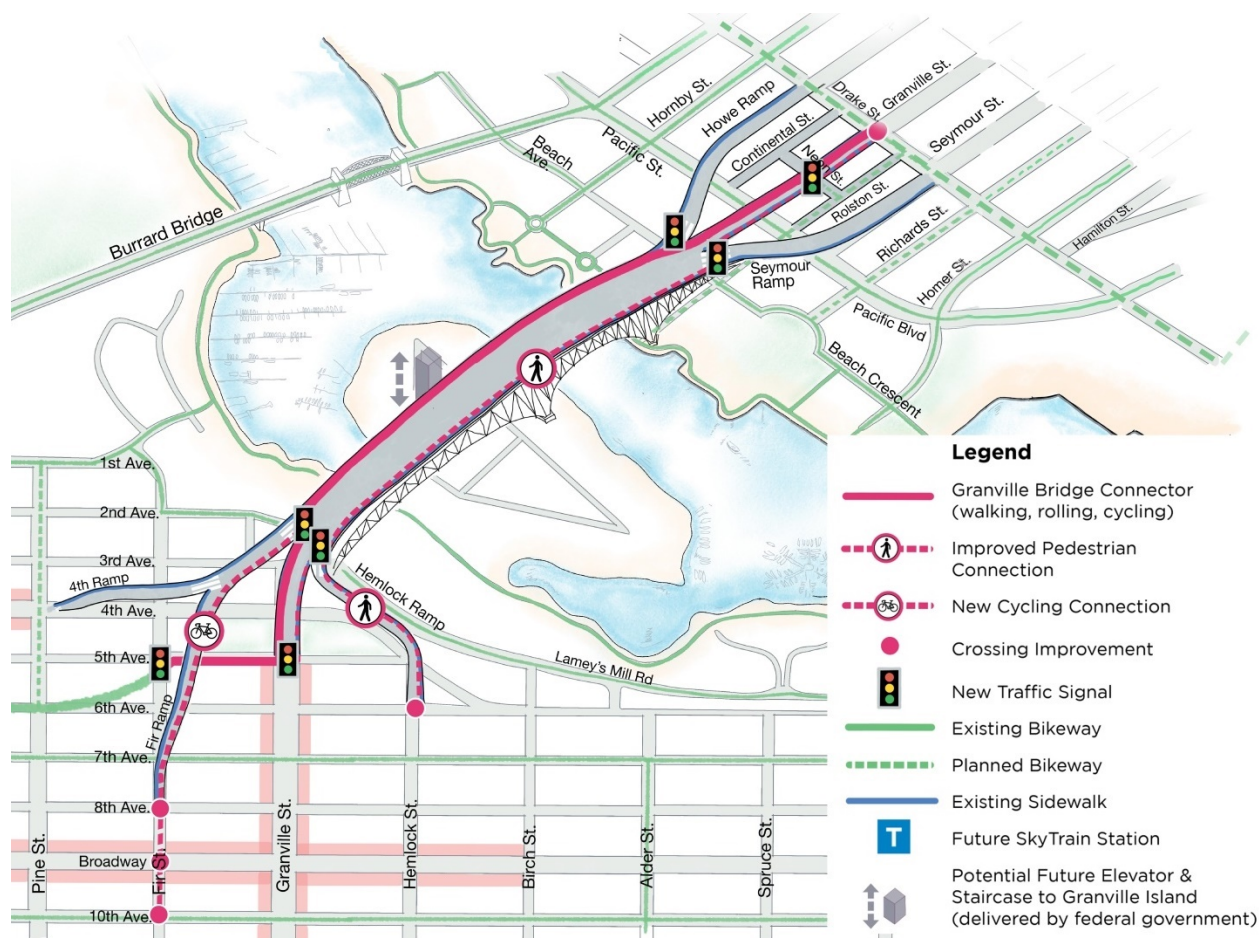 Hornby St.
Howe Ramp
Drake St.
Granville St.
Continental St.
Seymour St.
Neon St.
Beach
Ave.
Pacific St.
Rolston St.
Richards St.
Hamilton St.
Burrard Bridge
Seymour
Ramp
Homer St.
Pacific Blvd
Beach Crescent
1st Ave.
2nd Ave.
3rd Ave.
4th Ramp
4th Ave.
Hemlock Ramp
5th Ave.
Lamey's Mill Rd
6th Ave.
Fir Ramp
7th Ave.
8th Ave.
Broadway
10th Ave.
Pine St.
Fir St.
Granville St.
Hemlock St.
Birch St.
Alder St.
Spruce St.
Legend
Granville Bridge Connector
(walking, rolling, cycling)
Improved Pedestrian
Connection
New Cycling Connection
Crossing Improvement
New Traffic Signal
Existing Bikeway
Planned Bikeway
Existing Sidewalk
T
Future SkyTrain Station
Potential Future Elevator &
Staircase to Granville Island
(delivered by federal government)